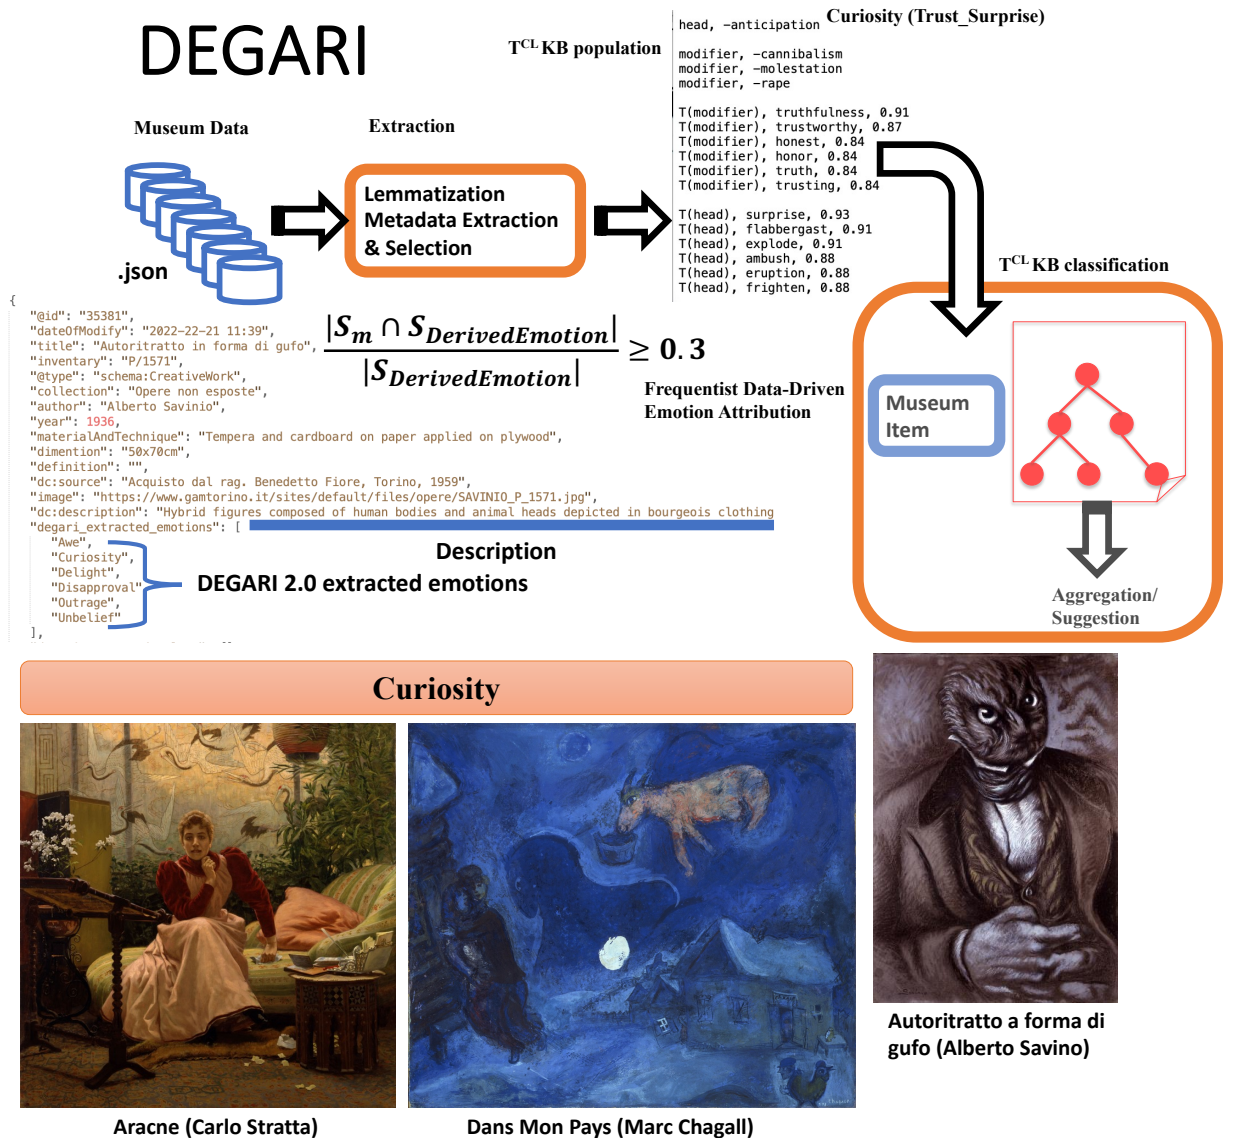 DEGARI
T^CL KB population
Curiosity (Trust_Surprise)
head, -anticipation
modifier, -cannibalism
modifier, -molestation
modifier, -rape
T(modifier), truthfulness, 0.91
T(modifier), trustworthy, 0.87
T(modifier), honest, 0.84
T(modifier), honor, 0.84
T(modifier), truth, 0.84
T(modifier), trusting, 0.84
T(head), surprise, 0.93
T(head), flabbergast, 0.91
T(head), explode, 0.91
T(head), ambush, 0.88
T(head), eruption, 0.88
T(head), frighten, 0.88
Museum Data
.json
Extraction
Lemmatization
Metadata Extraction
& Selection
{
"@id": "35381",
"dateOfModify": "2022-22-21 11:39",
"title": "Autoritratto in forma di gufo",
"inventary": "P/1571",
"@type": "schema:CreativeWork",
"collection": "Opere non esposte",
"author": "Alberto Savinio",
"year": 1936,
"materialAndTechnique": "Tempera and cardboard on paper applied on plywood",
"dimention": "50x70cm",
"definition": "",
"dc:source": "Acquisto dal rag. Benedetto Fiore, Torino, 1959",
"image": "https://www.gamtorino.it/sites/default/files/opere/SAVINIO_P_1571.jpg",
"dc:description": "Hybrid figures composed of human bodies and animal heads depicted in bourgeois clothing
"degari_extracted_emotions": [
"Awe",
"Curiosity",
"Delight",
"Disapproval"
"Outrage",
"Unbelief"
],
Description
DEGARI 2.0 extracted emotions
|S_m ∩ S_DerivedEmotion|
|S_DerivedEmotion|
≥ 0.3
Frequentist Data-Driven
Emotion Attribution
T^CL KB classification
Museum
Item
Aggregation/
Suggestion
Curiosity
Aracne (Carlo Stratta)
Dans Mon Pays (Marc Chagall)
Autoritratto a forma di
gufo (Alberto Savino)